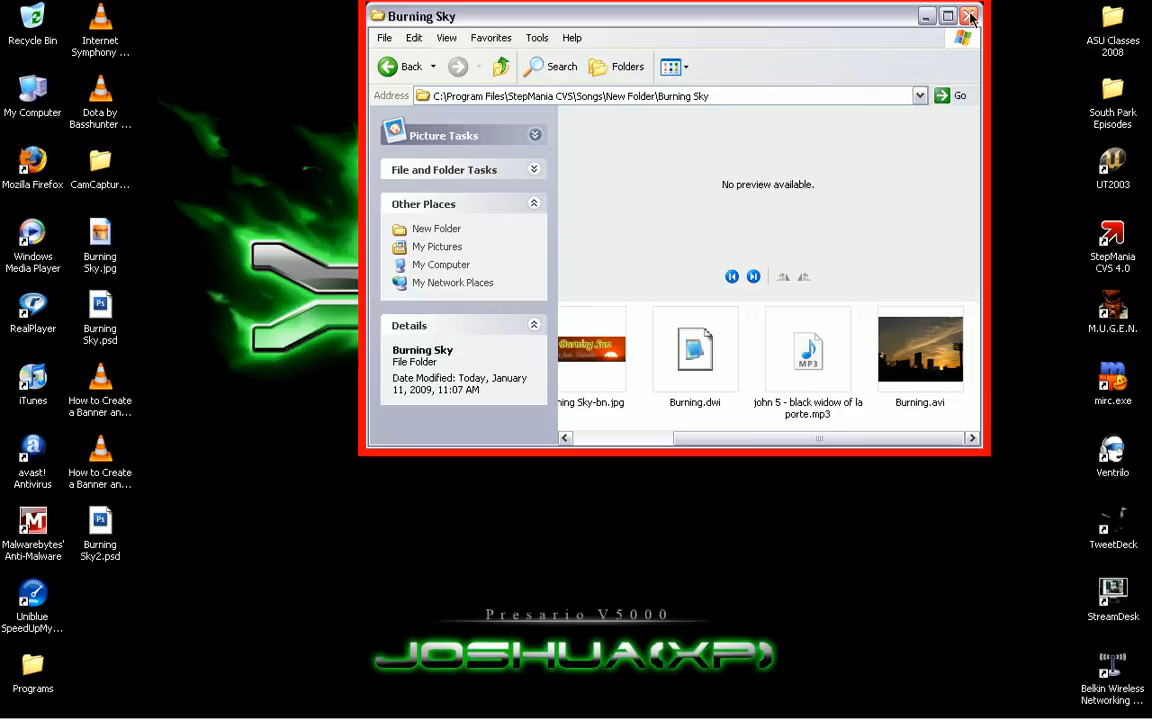 Burning Sky
File Edit View Favorites Tools Help
Back Search Folders
Address C:\Program Files\StepMania CVS\Songs\New Folder\Burning Sky Go
Picture Tasks
File and Folder Tasks
Other Places
New Folder
My Pictures
My Computer
My Network Places
Details
Burning Sky
File Folder
Date Modified: Today, January
11, 2009, 11:07 AM
No preview available.
Burning Sun
ning Sky-bn.jpg
Burning.dwi
MP3
john 5 - black widow of la
porte.mp3
Burning.avi
Recycle Bin
My Computer
Mozilla Firefox
Windows
Media Player
RealPlayer
iTunes
avast!
Antivirus
Malwarebytes'
Anti-Malware
Uniblue
SpeedUpMy...
Programs
Internet
Symphony ...
Dota by
Basshunter ...
CamCaptur...
Burning
Sky.jpg
Burning
Sky.psd
How to Create
a Banner an...
How to Create
a Banner an...
Burning
Sky2.psd
ASU Classes
2008
South Park
Episodes
UT2003
StepMania
CVS 4.0
M.U.G.E.N.
mirc.exe
Ventrilo
TweetDeck
StreamDesk
Belkin Wireless
Networking ...
Presario V5000
JOSHUA(XP)